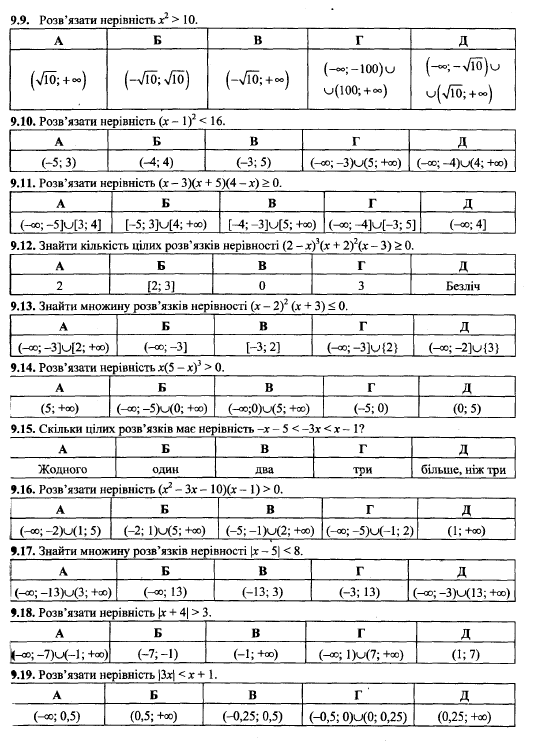 9.9. Розв’язати нерівність x² > 10.
А Б В Г Д
(√10; +∞) (−√10; √10) (−√10; +∞) (−∞; −100)∪ ∪(100; +∞) (−∞; −√10)∪ ∪(√10; +∞)
9.10. Розв’язати нерівність (x − 1)² < 16.
А Б В Г Д
(−5; 3) (−4; 4) (−3; 5) (−∞; −3)∪(5; +∞) (−∞; −4)∪(4; +∞)
9.11. Розв’язати нерівність (x − 3)(x + 5)(4 − x) ≥ 0.
А Б В Г Д
(−∞; −5]∪[3; 4] [−5; 3]∪[4; +∞) [−4; −3]∪[5; +∞) (−∞; −4]∪[−3; 5] (−∞; 4]
9.12. Знайти кількість цілих розв’язків нерівності (2 − x)³(x + 2)²(x − 3) ≥ 0.
А Б В Г Д
2 [2; 3] 0 3 Безліч
9.13. Знайти множину розв’язків нерівності (x − 2)² (x + 3) ≤ 0.
А Б В Г Д
(−∞; −3]∪[2; +∞) (−∞; −3] [−3; 2] (−∞; −3]∪{2} (−∞; −2]∪{3}
9.14. Розв’язати нерівність x(5 − x)³ > 0.
А Б В Г Д
(5; +∞) (−∞; −5)∪(0; +∞) (−∞;0)∪(5; +∞) (−5; 0) (0; 5)
9.15. Скільки цілих розв’язків має нерівність −x − 5 < −3x < x − 1?
А Б В Г Д
Жодного один два три більше, ніж три
9.16. Розв’язати нерівність (x² − 3x − 10)(x − 1) > 0.
А Б В Г Д
(−∞; −2)∪(1; 5) (−2; 1)∪(5; +∞) (−5; −1)∪(2; +∞) (−∞; −5)∪(−1; 2) (1; +∞)
9.17. Знайти множину розв’язків нерівності |x − 5| < 8.
А Б В Г Д
(−∞; −13)∪(3; +∞) (−∞; 13) (−13; 3) (−3; 13) (−∞; −3)∪(13; +∞)
9.18. Розв’язати нерівність |x + 4| > 3.
А Б В Г Д
(−∞; −7)∪(−1; +∞) (−7; −1) (−1; +∞) (−∞; 1)∪(7; +∞) (1; 7)
9.19. Розв’язати нерівність |3x| < x + 1.
А Б В Г Д
(−∞; 0,5) (0,5; +∞) (−0,25; 0,5) (−0,5; 0)∪(0; 0,25) (0,25; +∞)